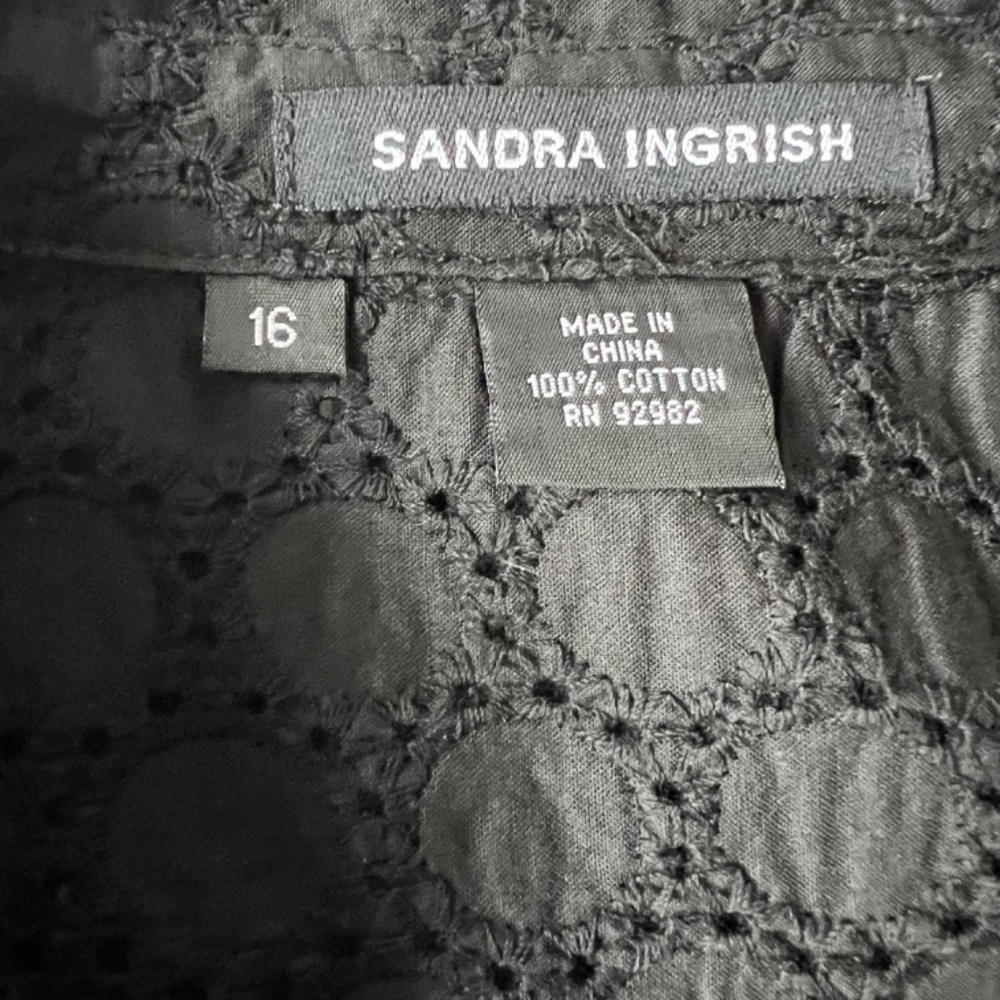 SANDRA INGRISH
16
MADE IN
CHINA
100% COTTON
RN 92982